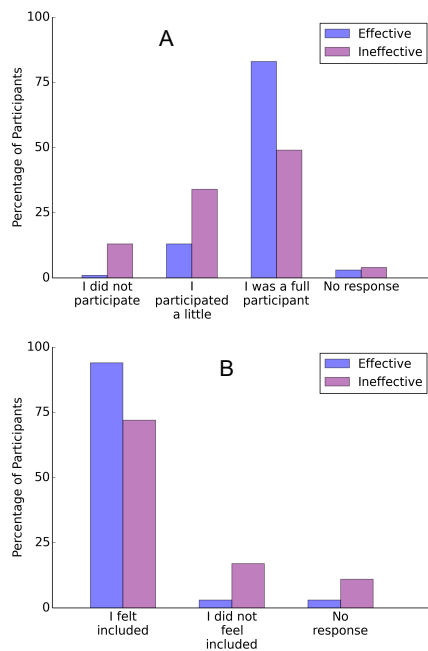 100
A
Effective
Ineffective
75
Percentage of Participants
50
25
0
I did not
participate
I
participated
a little
I was a full
participant
No response
100
B
Effective
Ineffective
75
Percentage of Participants
50
25
0
I felt
included
I did not
feel
included
No
response